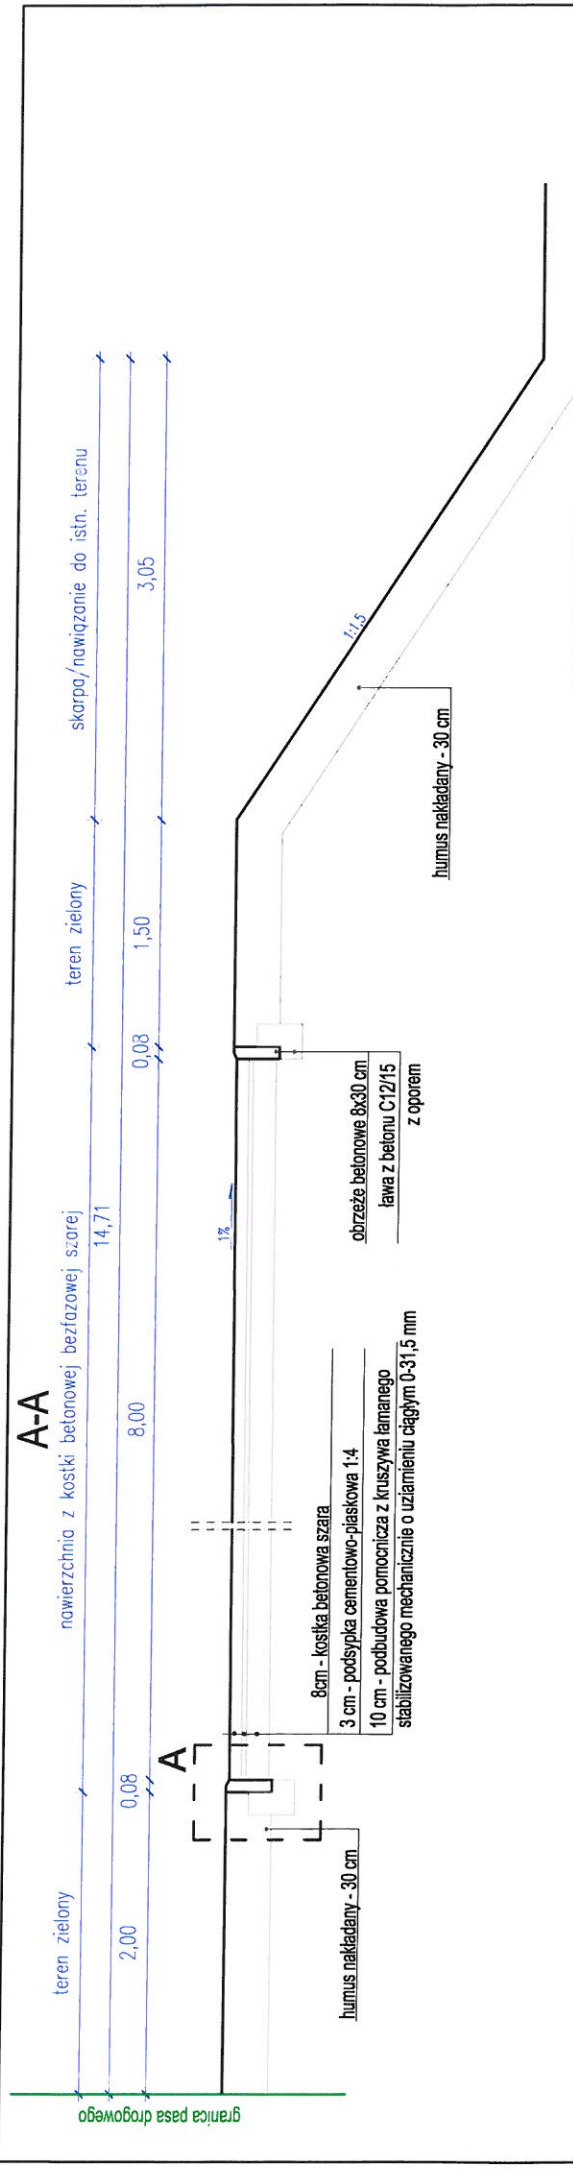 A-A
teren zielony
nawierzchnia z kostki betonowej bezfazowej szarej
teren zielony
skarpa/nawiązanie do istn. terenu
14,71
2,00
0,08
8,00
0,08
1,50
3,05
granica pasa drogowego
A
1%
1:1,5
humus nakładany - 30 cm
8cm - kostka betonowa szara
3 cm - podsypka cementowo-piaskowa 1:4
10 cm - podbudowa pomocnicza z kruszywa łamanego
stabilizowanego mechanicznie o uziarnieniu ciągłym 0-31,5 mm
obrzeże betonowe 8x30 cm
ława z betonu C12/15
z oporem
humus nakładany - 30 cm